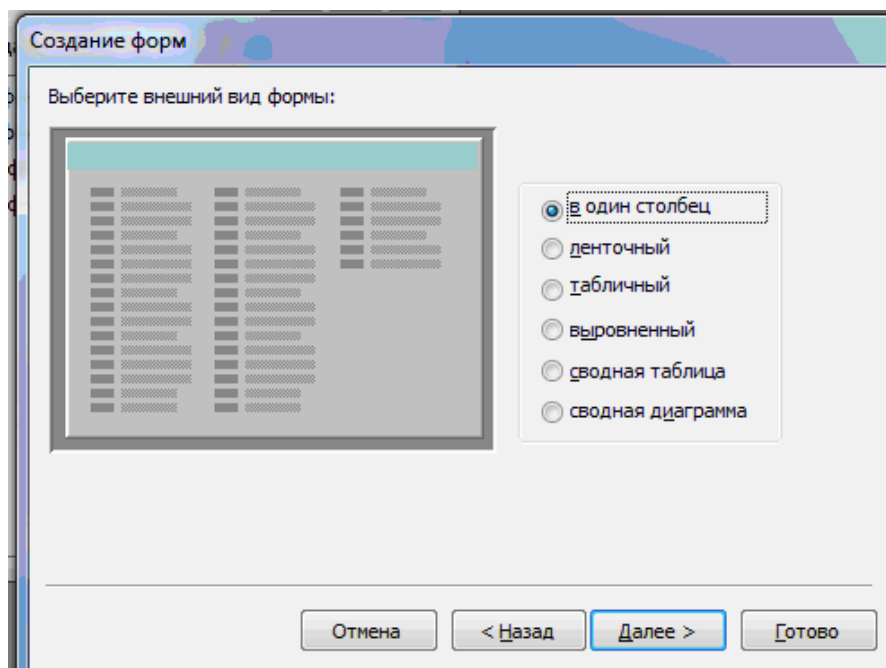 Создание форм
Выберите внешний вид формы:
в один столбец
ленточный
табличный
выровненный
сводная таблица
сводная диаграмма
Отмена
< Назад
Далее >
Готово